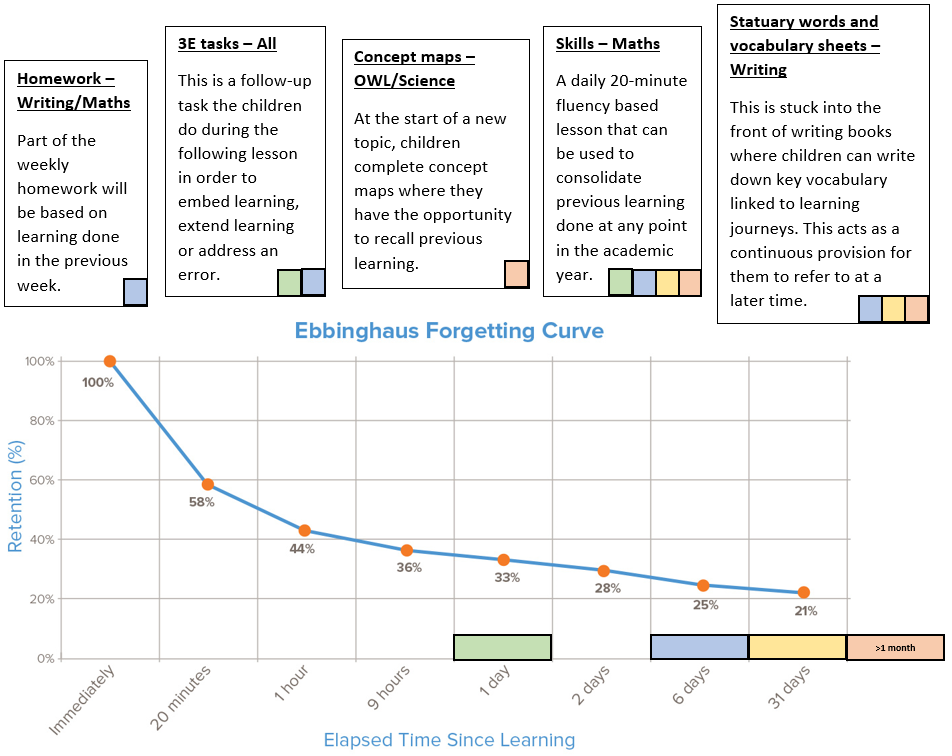 Homework –
Writing/Maths
Part of the
weekly
homework will
be based on
learning done
in the previous
week.
3E tasks – All
This is a follow-up
task the children
do during the
following lesson
in order to
embed learning,
extend learning
or address an
error.
Concept maps –
OWL/Science
At the start of a new
topic, children
complete concept
maps where they
have the opportunity
to recall previous
learning.
Skills – Maths
A daily 20-minute
fluency based
lesson that can
be used to
consolidate
previous learning
done at any point
in the academic
year.
Statuary words and
vocabulary sheets –
Writing
This is stuck into the
front of writing books
where children can write
down key vocabulary
linked to learning
journeys. This acts as a
continuous provision for
them to refer to at a
later time.
Ebbinghaus Forgetting Curve
Retention (%)
100%
80%
60%
40%
20%
0%
100%
58%
44%
36%
33%
28%
25%
21%
>1 month
Immediately
20 minutes
1 hour
9 hours
1 day
2 days
6 days
31 days
Elapsed Time Since Learning